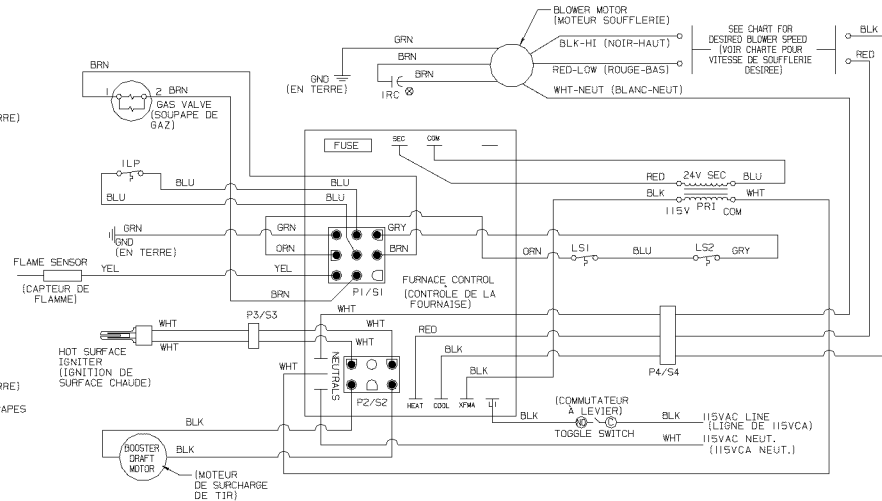 BLOWER MOTOR
(MOTEUR SOUFFLERIE)
GRN
BLK-HI (NOIR-HAUT)
SEE CHART FOR
DESIRED BLOWER SPEED
(VOIR CHARTE POUR
VITESSE DE SOUFFLERIE
DESIREE)
BLK
RED
BRN
BRN
GND
(EN TERRE)
IRC
RED-LOW (ROUGE-BAS)
WHT-NEUT (BLANC-NEUT)
BRN
1
2 BRN
GAS VALVE
(SOUPAPE DE
GAZ)
RRE)
FUSE
SEC
COM
RED
24V SEC
BLU
BLK
WHT
115V
PRI
COM
ILP
BLU
BLU
BLU
BLU
GRN
GND
(EN TERRE)
GRN
GRY
ORN
BRN
ORN
LS1
BLU
LS2
GRY
FLAME SENSOR
YEL
YEL
(CAPTEUR DE
FLAMME)
BRN
P1/S1
FURNACE CONTROL
(CONTROLE DE LA
FOURNAISE)
P3/S3
WHT
WHT
WHT
WHT
WHT
RED
HOT SURFACE
IGNITER
(IGNITION DE
SURFACE CHAUDE)
WHT
NEUTRALS
BLK
BLK
P4/S4
RRE)
APES
P2/S2
HEAT
COOL
XFMA
L1
(COMMUTATEUR
À LEVIER)
TOGGLE SWITCH
BLK
BLK
115VAC LINE
(LIGNE DE 115VCA)
WHT
115VAC NEUT.
(115VCA NEUT.)
BLK
BLK
BOOSTER
DRAFT
MOTOR
(MOTEUR
DE SURCHARGE
DE TIR)